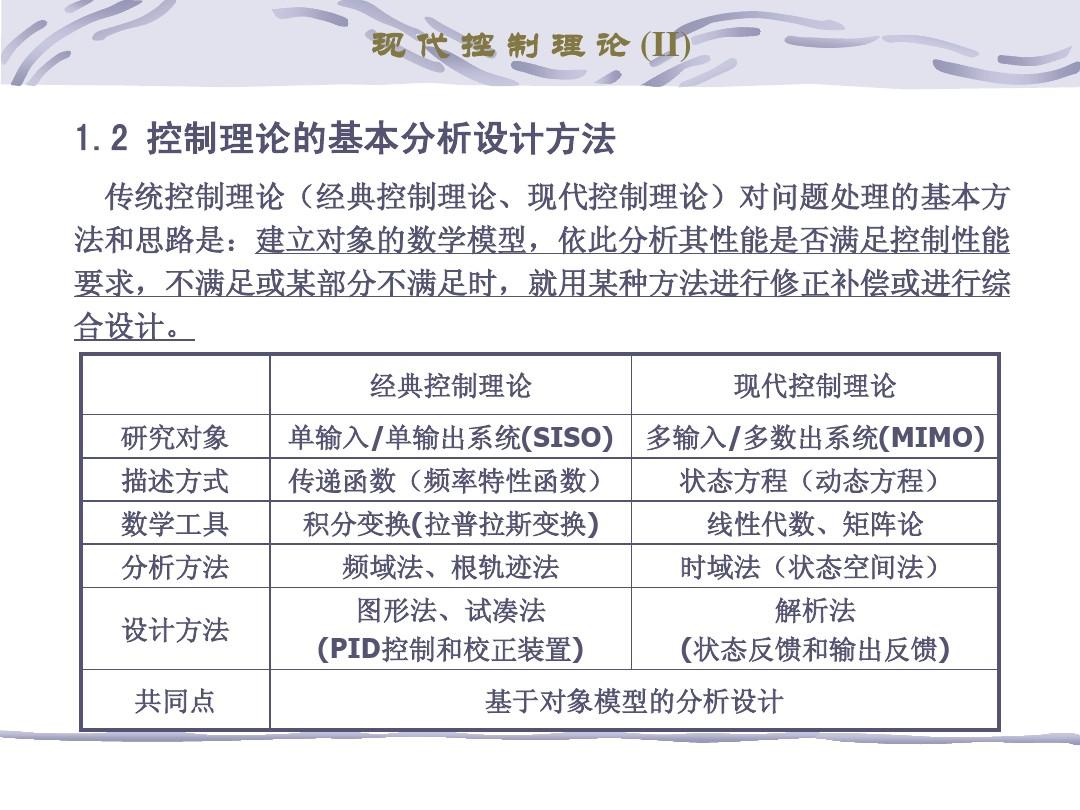 现代控制理论(II)
1.2 控制理论的基本分析设计方法
传统控制理论（经典控制理论、现代控制理论）对问题处理的基本方
法和思路是：建立对象的数学模型，依此分析其性能是否满足控制性能
要求，不满足或某部分不满足时，就用某种方法进行修正补偿或进行综
合设计。
经典控制理论 现代控制理论
研究对象 单输入/单输出系统(SISO) 多输入/多数出系统(MIMO)
描述方式 传递函数（频率特性函数） 状态方程（动态方程）
数学工具 积分变换(拉普拉斯变换) 线性代数、矩阵论
分析方法 频域法、根轨迹法 时域法（状态空间法）
设计方法 图形法、试凑法 解析法
(PID控制和校正装置) (状态反馈和输出反馈)
共同点 基于对象模型的分析设计